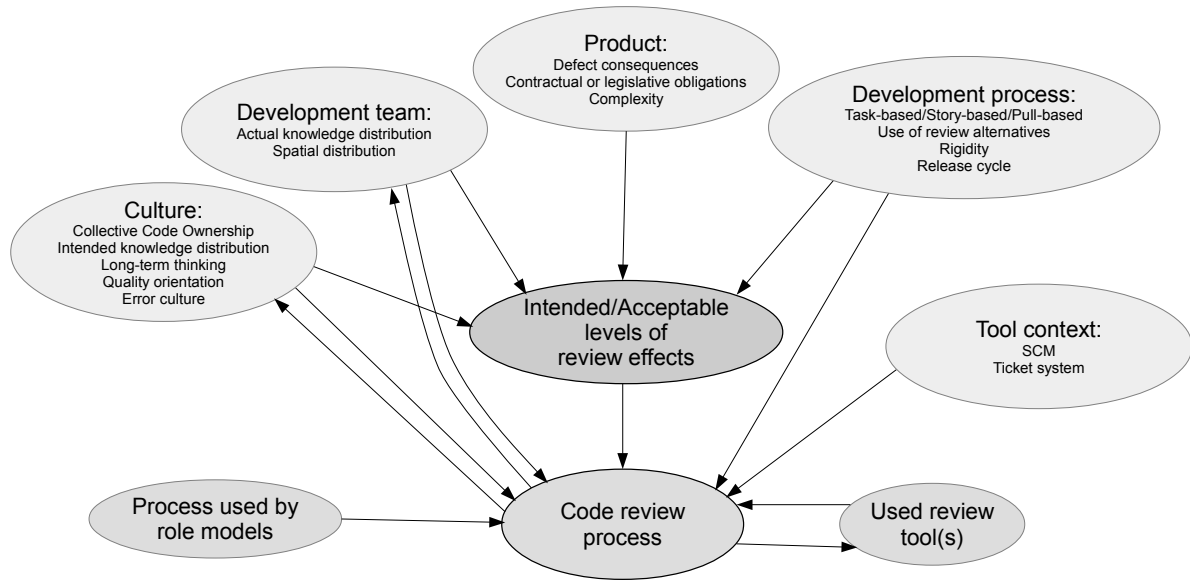 Product:
Defect consequences
Contractual or legislative obligations
Complexity
Development team:
Actual knowledge distribution
Spatial distribution
Development process:
Task-based/Story-based/Pull-based
Use of review alternatives
Rigidity
Release cycle
Culture:
Collective Code Ownership
Intended knowledge distribution
Long-term thinking
Quality orientation
Error culture
Intended/Acceptable
levels of
review effects
Tool context:
SCM
Ticket system
Process used by
role models
Code review
process
Used review
tool(s)